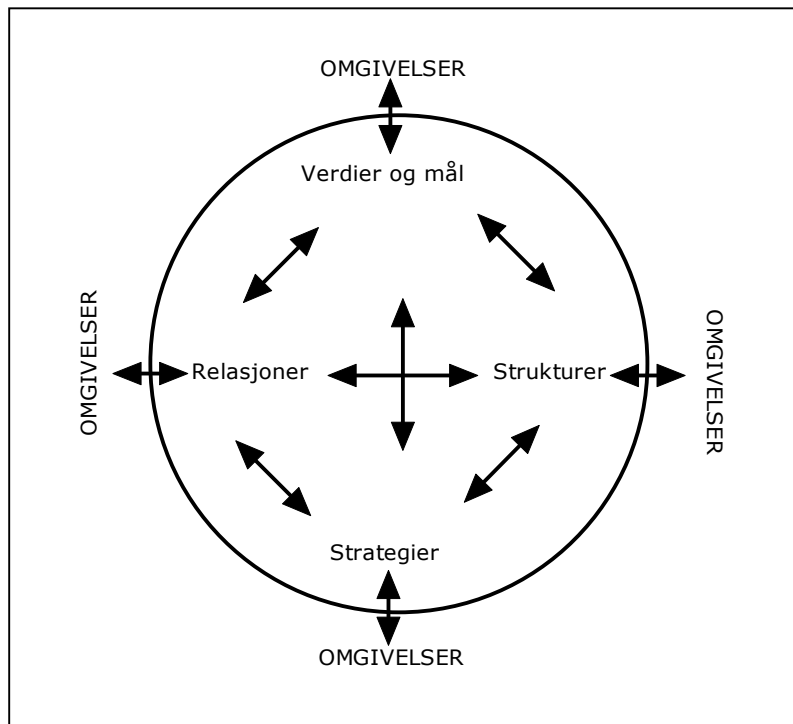 OMGIVELSER
Verdier og mål
OMGIVELSER
Relasjoner
Strukturer
OMGIVELSER
Strategier
OMGIVELSER